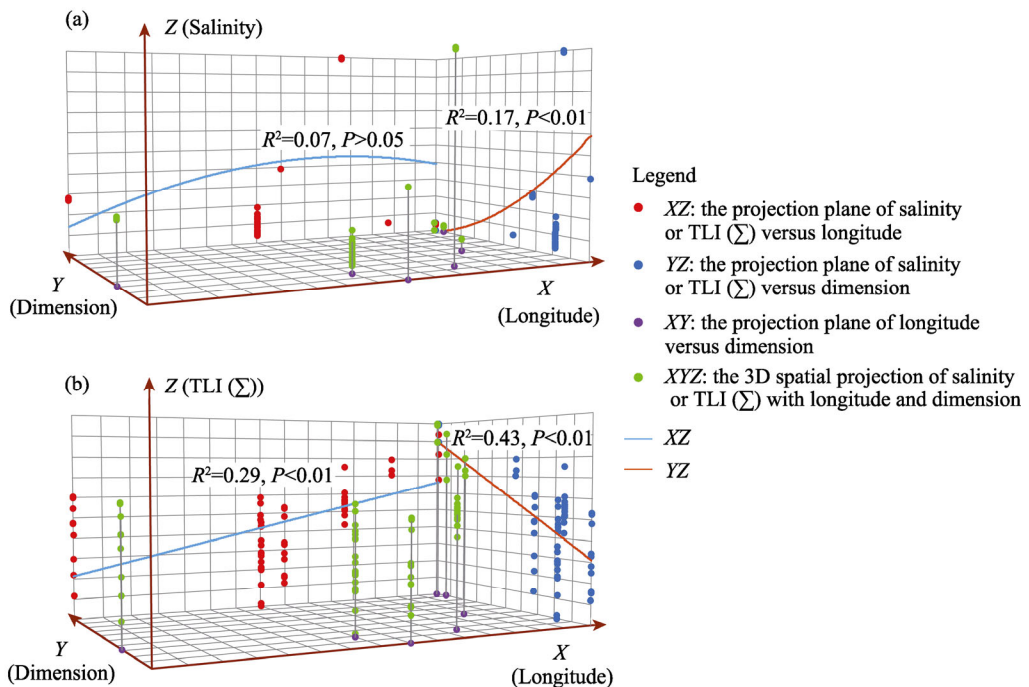 (a)
Z (Salinity)
R²=0.17, P<0.01
R²=0.07, P>0.05
Y
(Dimension)
X
(Longitude)
Legend
XZ: the projection plane of salinity
or TLI (∑) versus longitude
YZ: the projection plane of salinity
or TLI (∑) versus dimension
XY: the projection plane of longitude
versus dimension
XYZ: the 3D spatial projection of salinity
or TLI (∑) with longitude and dimension
XZ
YZ
(b)
Z (TLI (∑))
R²=0.43, P<0.01
R²=0.29, P<0.01
Y
(Dimension)
X
(Longitude)